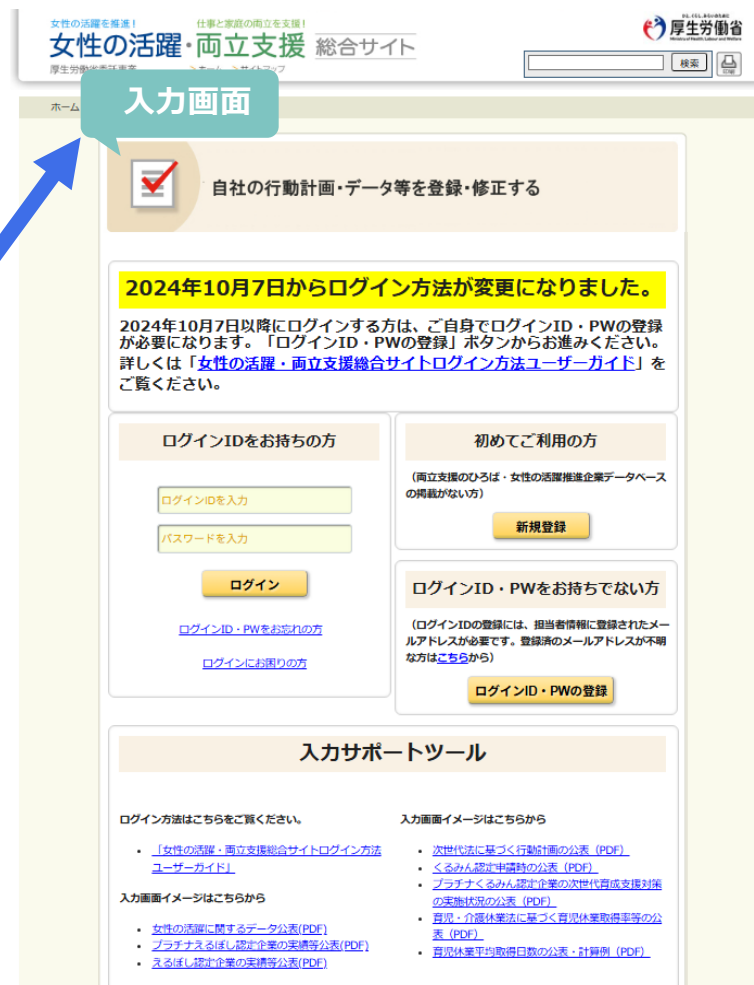 女性の活躍を推進！ 仕事と家庭の両立を支援！
女性の活躍・両立支援 総合サイト
厚生労働省
検索
ホーム
入力画面
自社の行動計画・データ等を登録・修正する
2024年10月7日からログイン方法が変更になりました。
2024年10月7日以降にログインする方は、ご自身でログインID・PWの登録
が必要になります。「ログインID・PWの登録」ボタンからお進みください。
詳しくは「女性の活躍・両立支援総合サイトログイン方法ユーザーガイド」を
ご覧ください。
ログインIDをお持ちの方
ログインIDを入力
パスワードを入力
ログイン
ログインID・PWをお忘れの方
ログインにお困りの方
初めてご利用の方
（両立支援のひろば・女性の活躍推進企業データベース
の掲載がない方）
新規登録
ログインID・PWをお持ちでない方
（ログインIDの登録には、担当者情報に登録されたメー
ルアドレスが必要です。登録済のメールアドレスが不明
な方はこちらから）
ログインID・PWの登録
入力サポートツール
ログイン方法はこちらをご覧ください。
・ 「女性の活躍・両立支援総合サイトログイン方法
ユーザーガイド」
入力画面イメージはこちらから
・ 女性の活躍に関するデータ公表(PDF)
・ プラチナえるぼし認定企業の実績等公表(PDF)
・ えるぼし認定企業の実績等公表(PDF)
入力画面イメージはこちらから
・ 次世代法に基づく行動計画の公表（PDF）
・ くるみん認定申請時の公表（PDF）
・ プラチナくるみん認定企業の次世代育成支援対策
の実施状況の公表（PDF）
・ 育児・介護休業法に基づく育児休業取得率等の公
表（PDF）
・ 育児休業平均取得日数の公表・計算例（PDF）